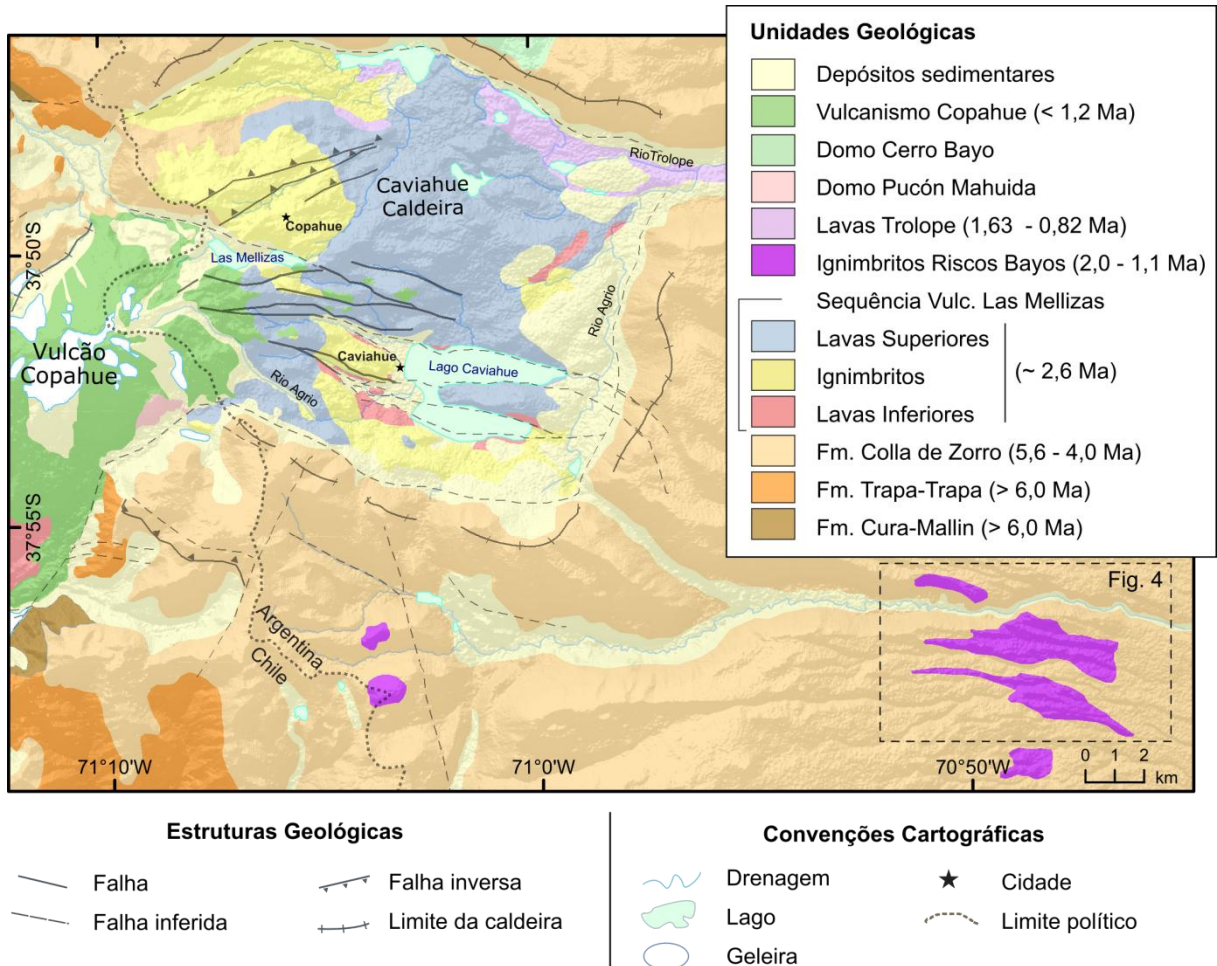 Unidades Geológicas
Depósitos sedimentares
Vulcanismo Copahue (< 1,2 Ma)
Domo Cerro Bayo
Domo Pucón Mahuida
Lavas Trolope (1,63 - 0,82 Ma)
Ignimbritos Riscos Bayos (2,0 - 1,1 Ma)
Sequência Vulc. Las Mellizas
Lavas Superiores
Ignimbritos
(~ 2,6 Ma)
Lavas Inferiores
Fm. Colla de Zorro (5,6 - 4,0 Ma)
Fm. Trapa-Trapa (> 6,0 Ma)
Fm. Cura-Mallin (> 6,0 Ma)
RioTrolope
Caviahue
Caldeira
Copahue
37°50'S
Las Mellizas
Rio Agrio
Vulcão
Copahue
Caviahue
Lago Caviahue
Rio Agrio
37°55'S
Fig. 4
Argentina
Chile
71°10'W
71°0'W
70°50'W
0 1 2
km
Estruturas Geológicas
Falha
Falha inversa
Falha inferida
Limite da caldeira
Convenções Cartográficas
Drenagem
Cidade
Lago
Limite político
Geleira